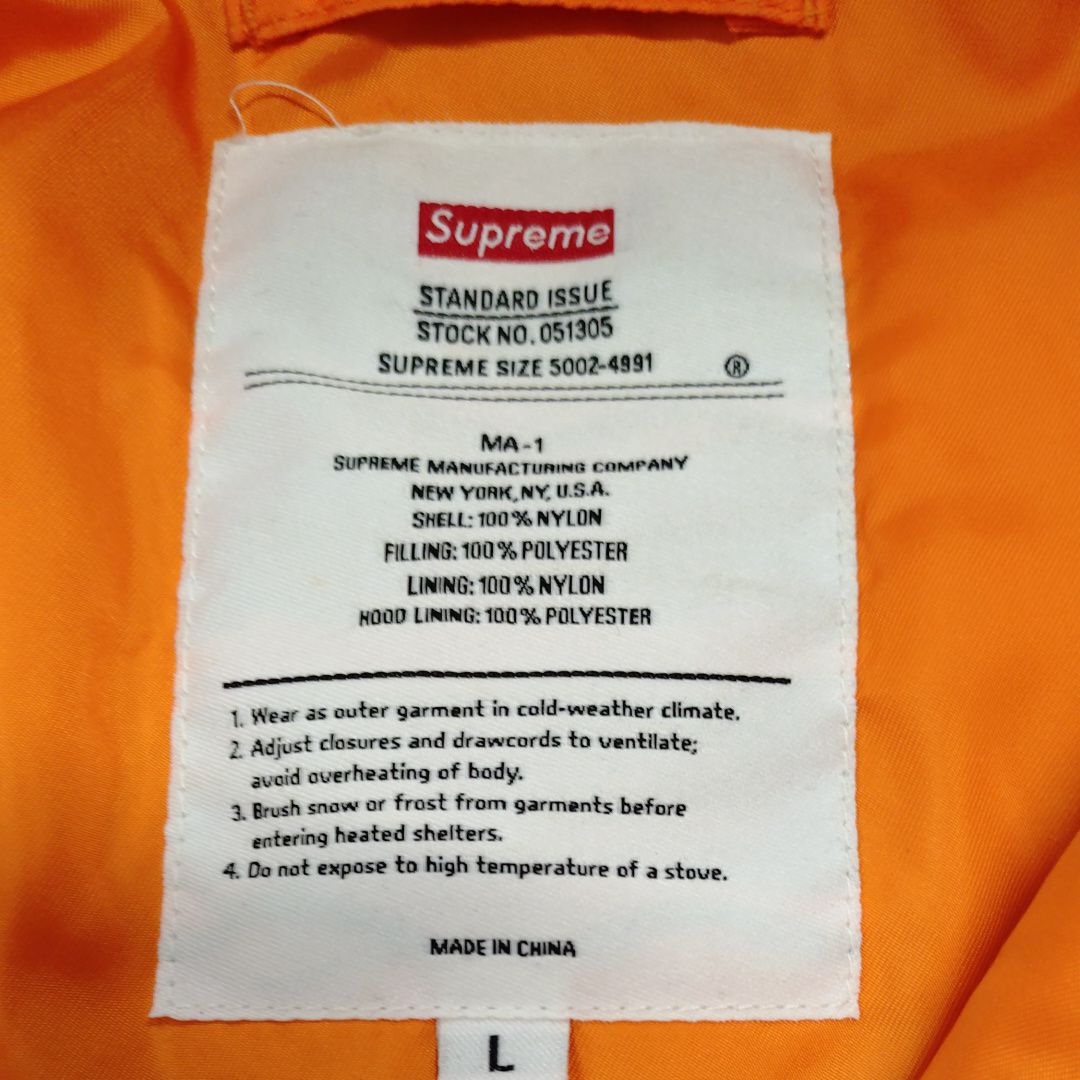 Supreme
STANDARD ISSUE
STOCK NO. 051305
SUPREME SIZE 5002-4991 ®
MA-1
SUPREME MANUFACTURING COMPANY
NEW YORK, NY, U.S.A.
SHELL: 100% NYLON
FILLING: 100% POLYESTER
LINING: 100% NYLON
HOOD LINING: 100% POLYESTER
1. Wear as outer garment in cold-weather climate.
2. Adjust closures and drawcords to ventilate;
avoid overheating of body.
3. Brush snow or frost from garments before
entering heated shelters.
4. Do not expose to high temperature of a stove.
MADE IN CHINA
L